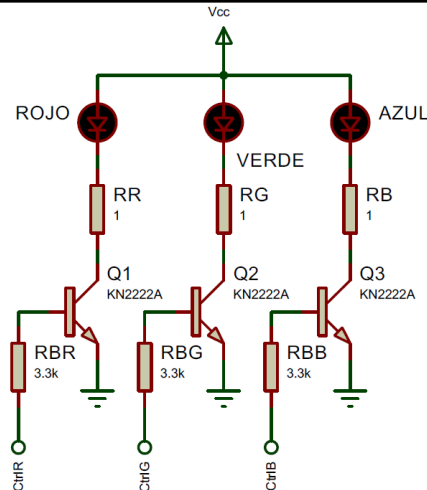 Vcc
ROJO
VERDE
AZUL
RR
1
RG
1
RB
1
Q1
KN2222A
Q2
KN2222A
Q3
KN2222A
RBR
3.3k
RBG
3.3k
RBB
3.3k
CtrlR
CtrlG
CtrlB